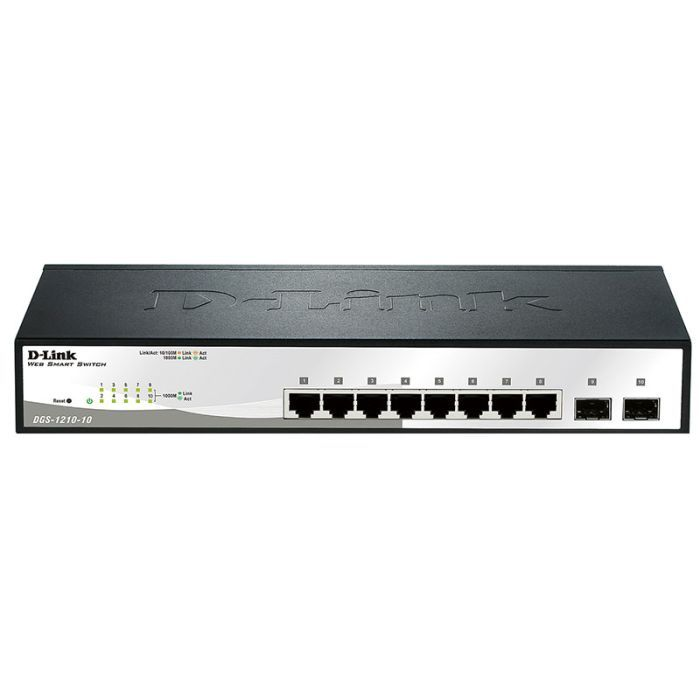 D-Link
D-Link
WEB SMART SWITCH
Link/Act: 10/100M Link Act
1000M Link Act
1 3 5 7 9
2 4 6 8 10
1000M Link
Act
Reset
DGS-1210-10
1 2 3 4 5 6 7 8 9 10